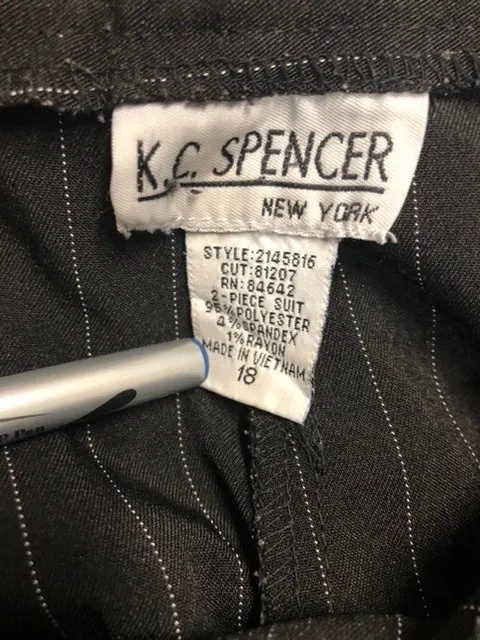 K.C. SPENCER
NEW YORK
STYLE:2145816
CUT:81207
RN:84642
2-PIECE SUIT
95%POLYESTER
4%SPANDEX
1%RAYON
MADE IN VIETNAM
18
P Pen